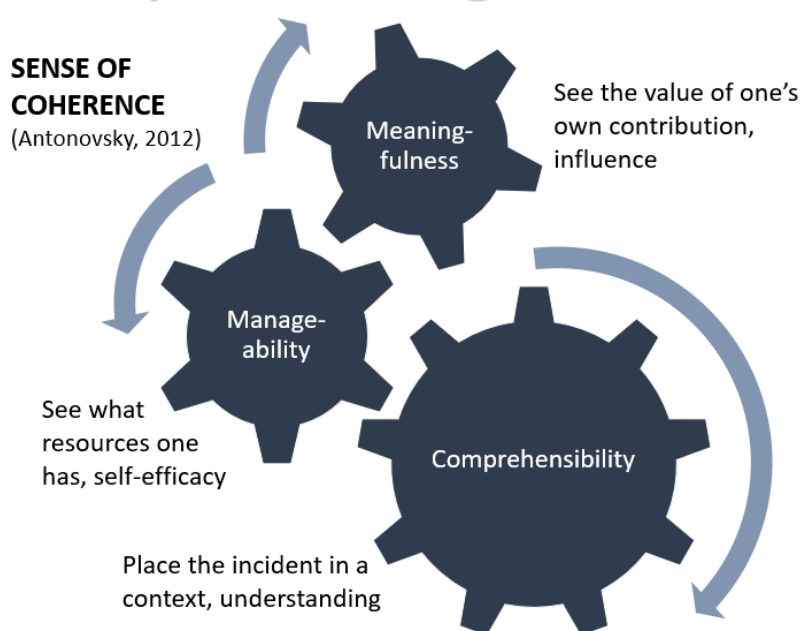 SENSE OF
COHERENCE
(Antonovsky, 2012)
Meaning-
fulness
See the value of one's
own contribution,
influence
Manage-
ability
See what
resources one
has, self-efficacy
Comprehensibility
Place the incident in a
context, understanding